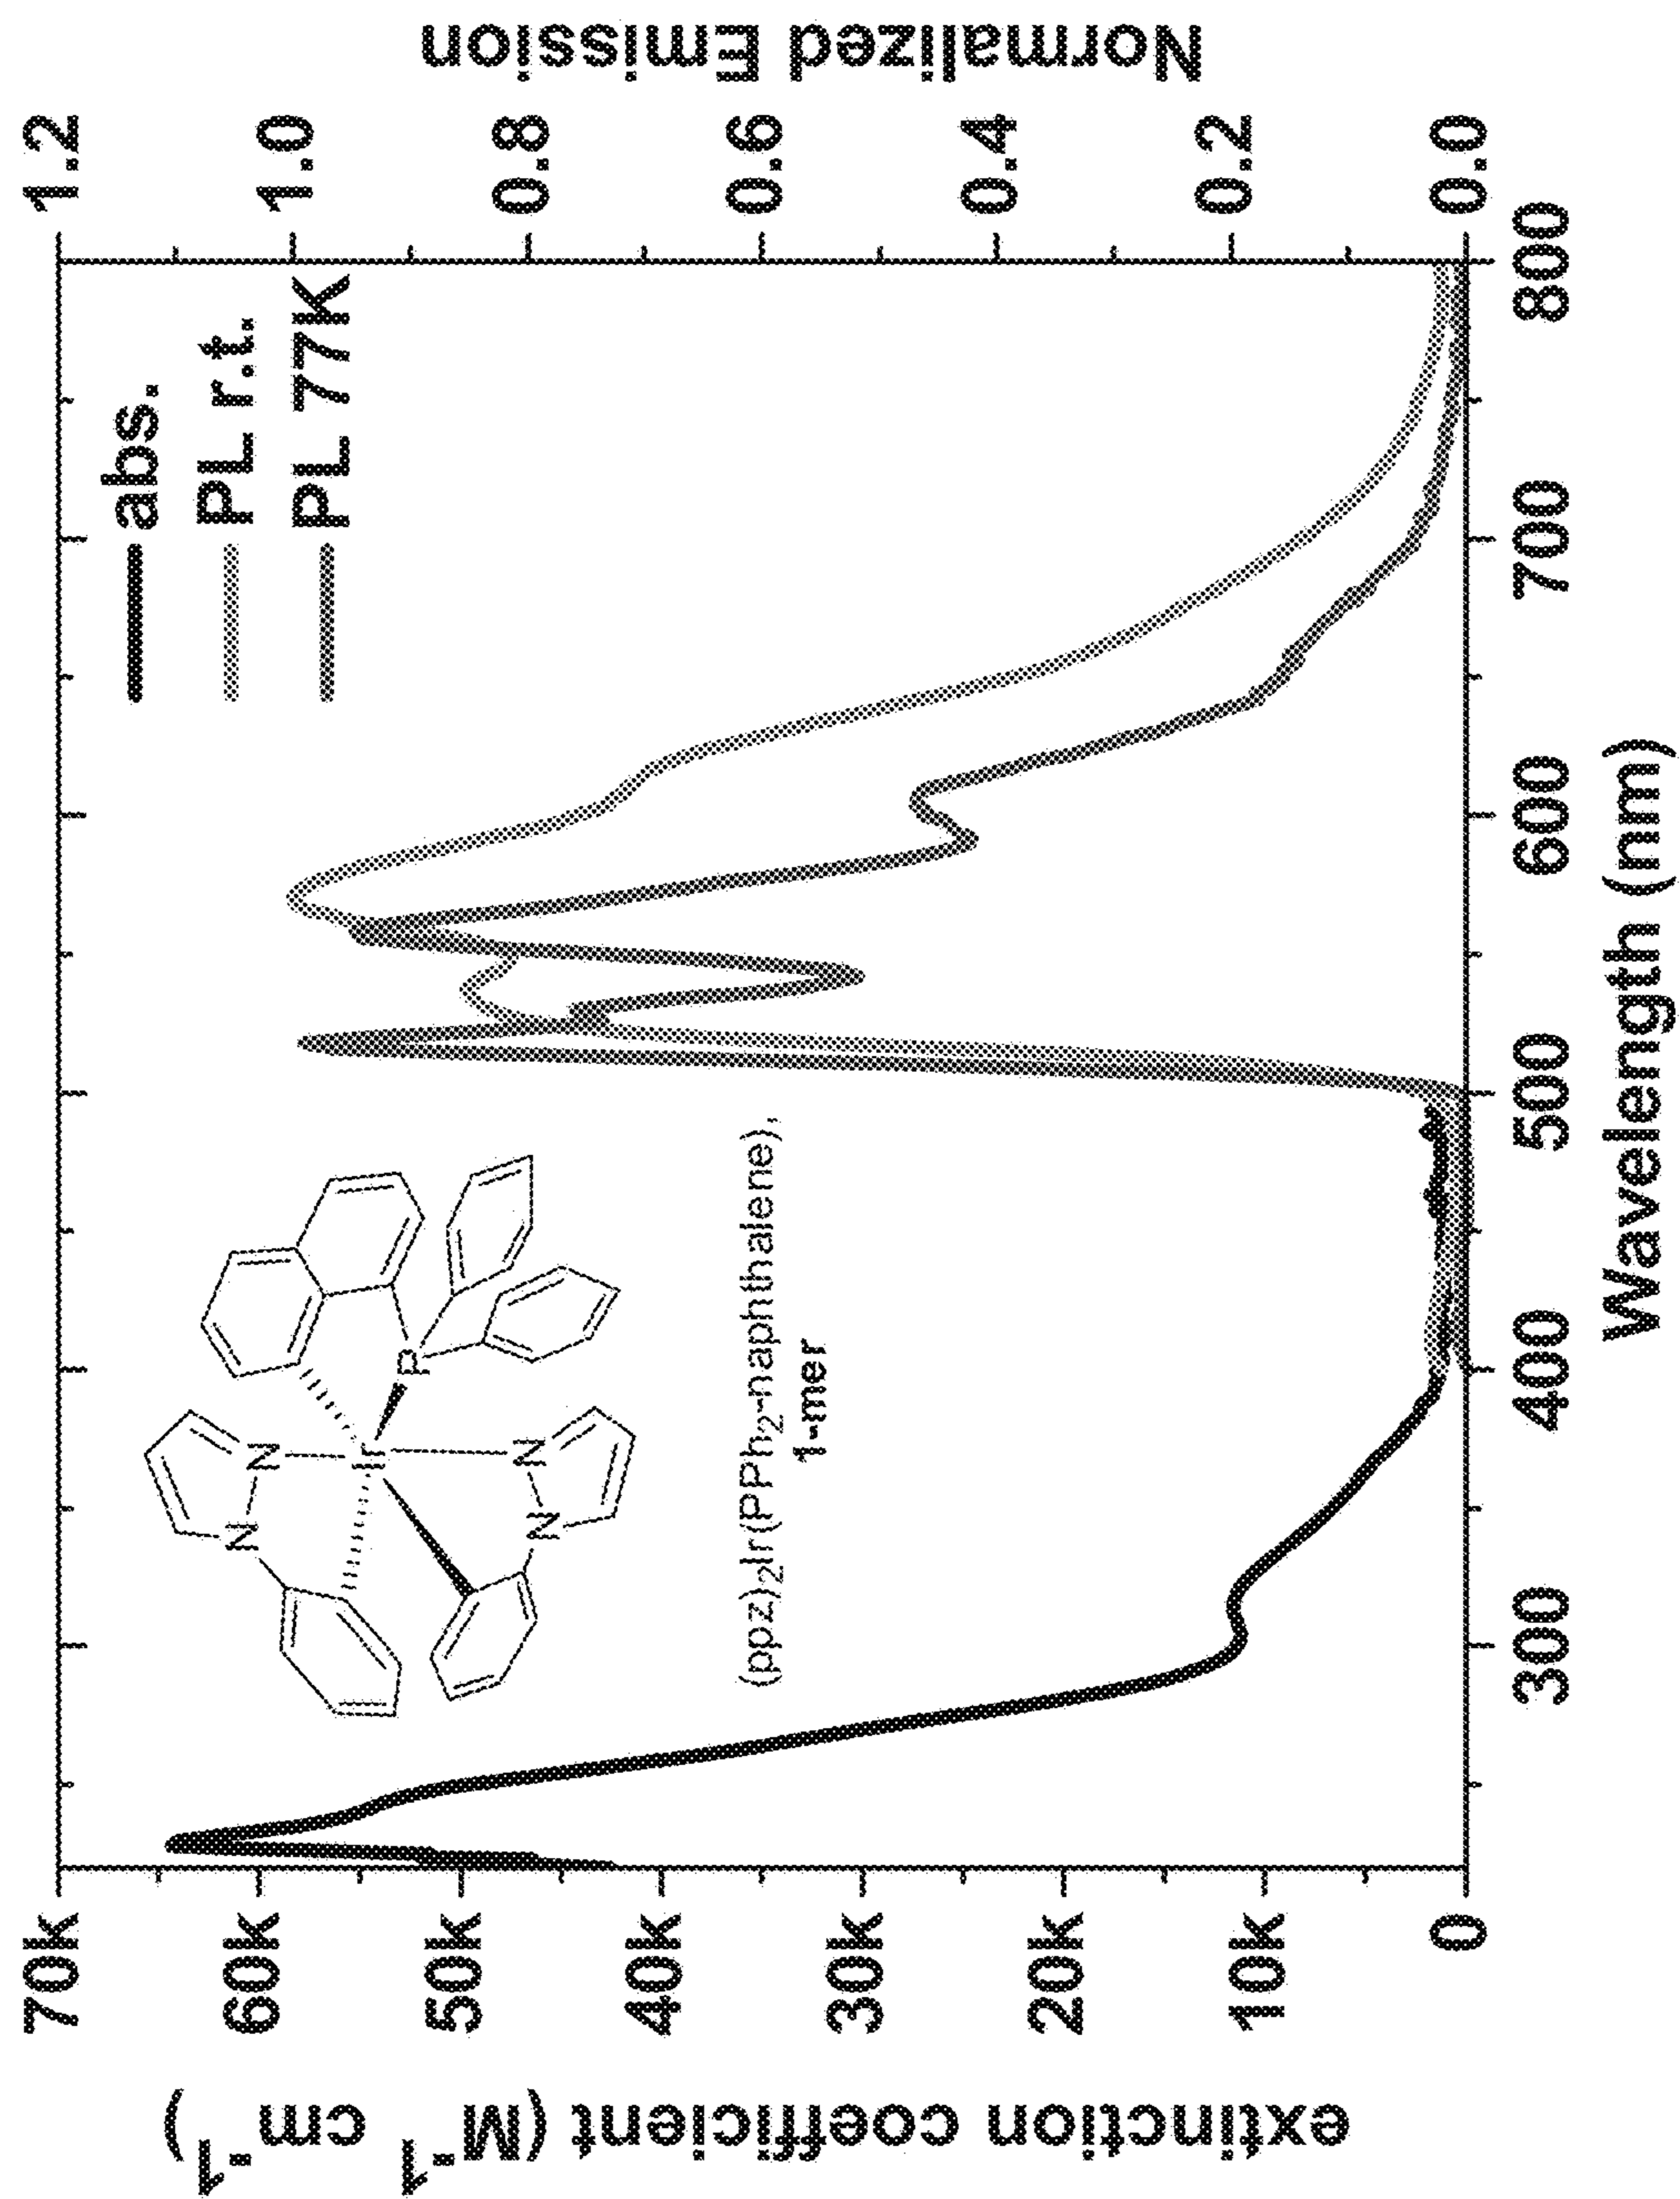 extinction coefficient (M⁻¹ cm⁻¹)
70k
60k
50k
40k
30k
20k
10k
0
abs.
PL r.t.
PL 77K
N
N
Ir
P
N
N
(ppz)₂Ir(PPh₂-naphthalene),
1-mer
300
400
500
600
700
800
Wavelength (nm)
1.2
1.0
0.8
0.6
0.4
0.2
0.0
Normalized Emission